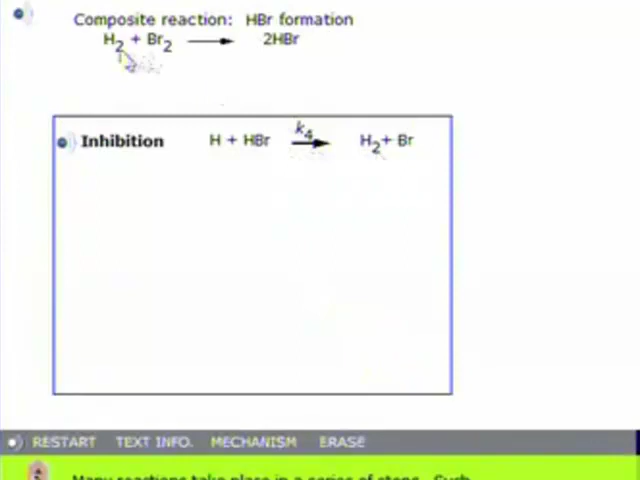 Composite reaction: HBr formation
H2 + Br2 → 2HBr
Inhibition H + HBr k4 → H2 + Br
RESTART TEXT INFO. MECHANISM ERASE
Many reactions take place in a series of steps. Such